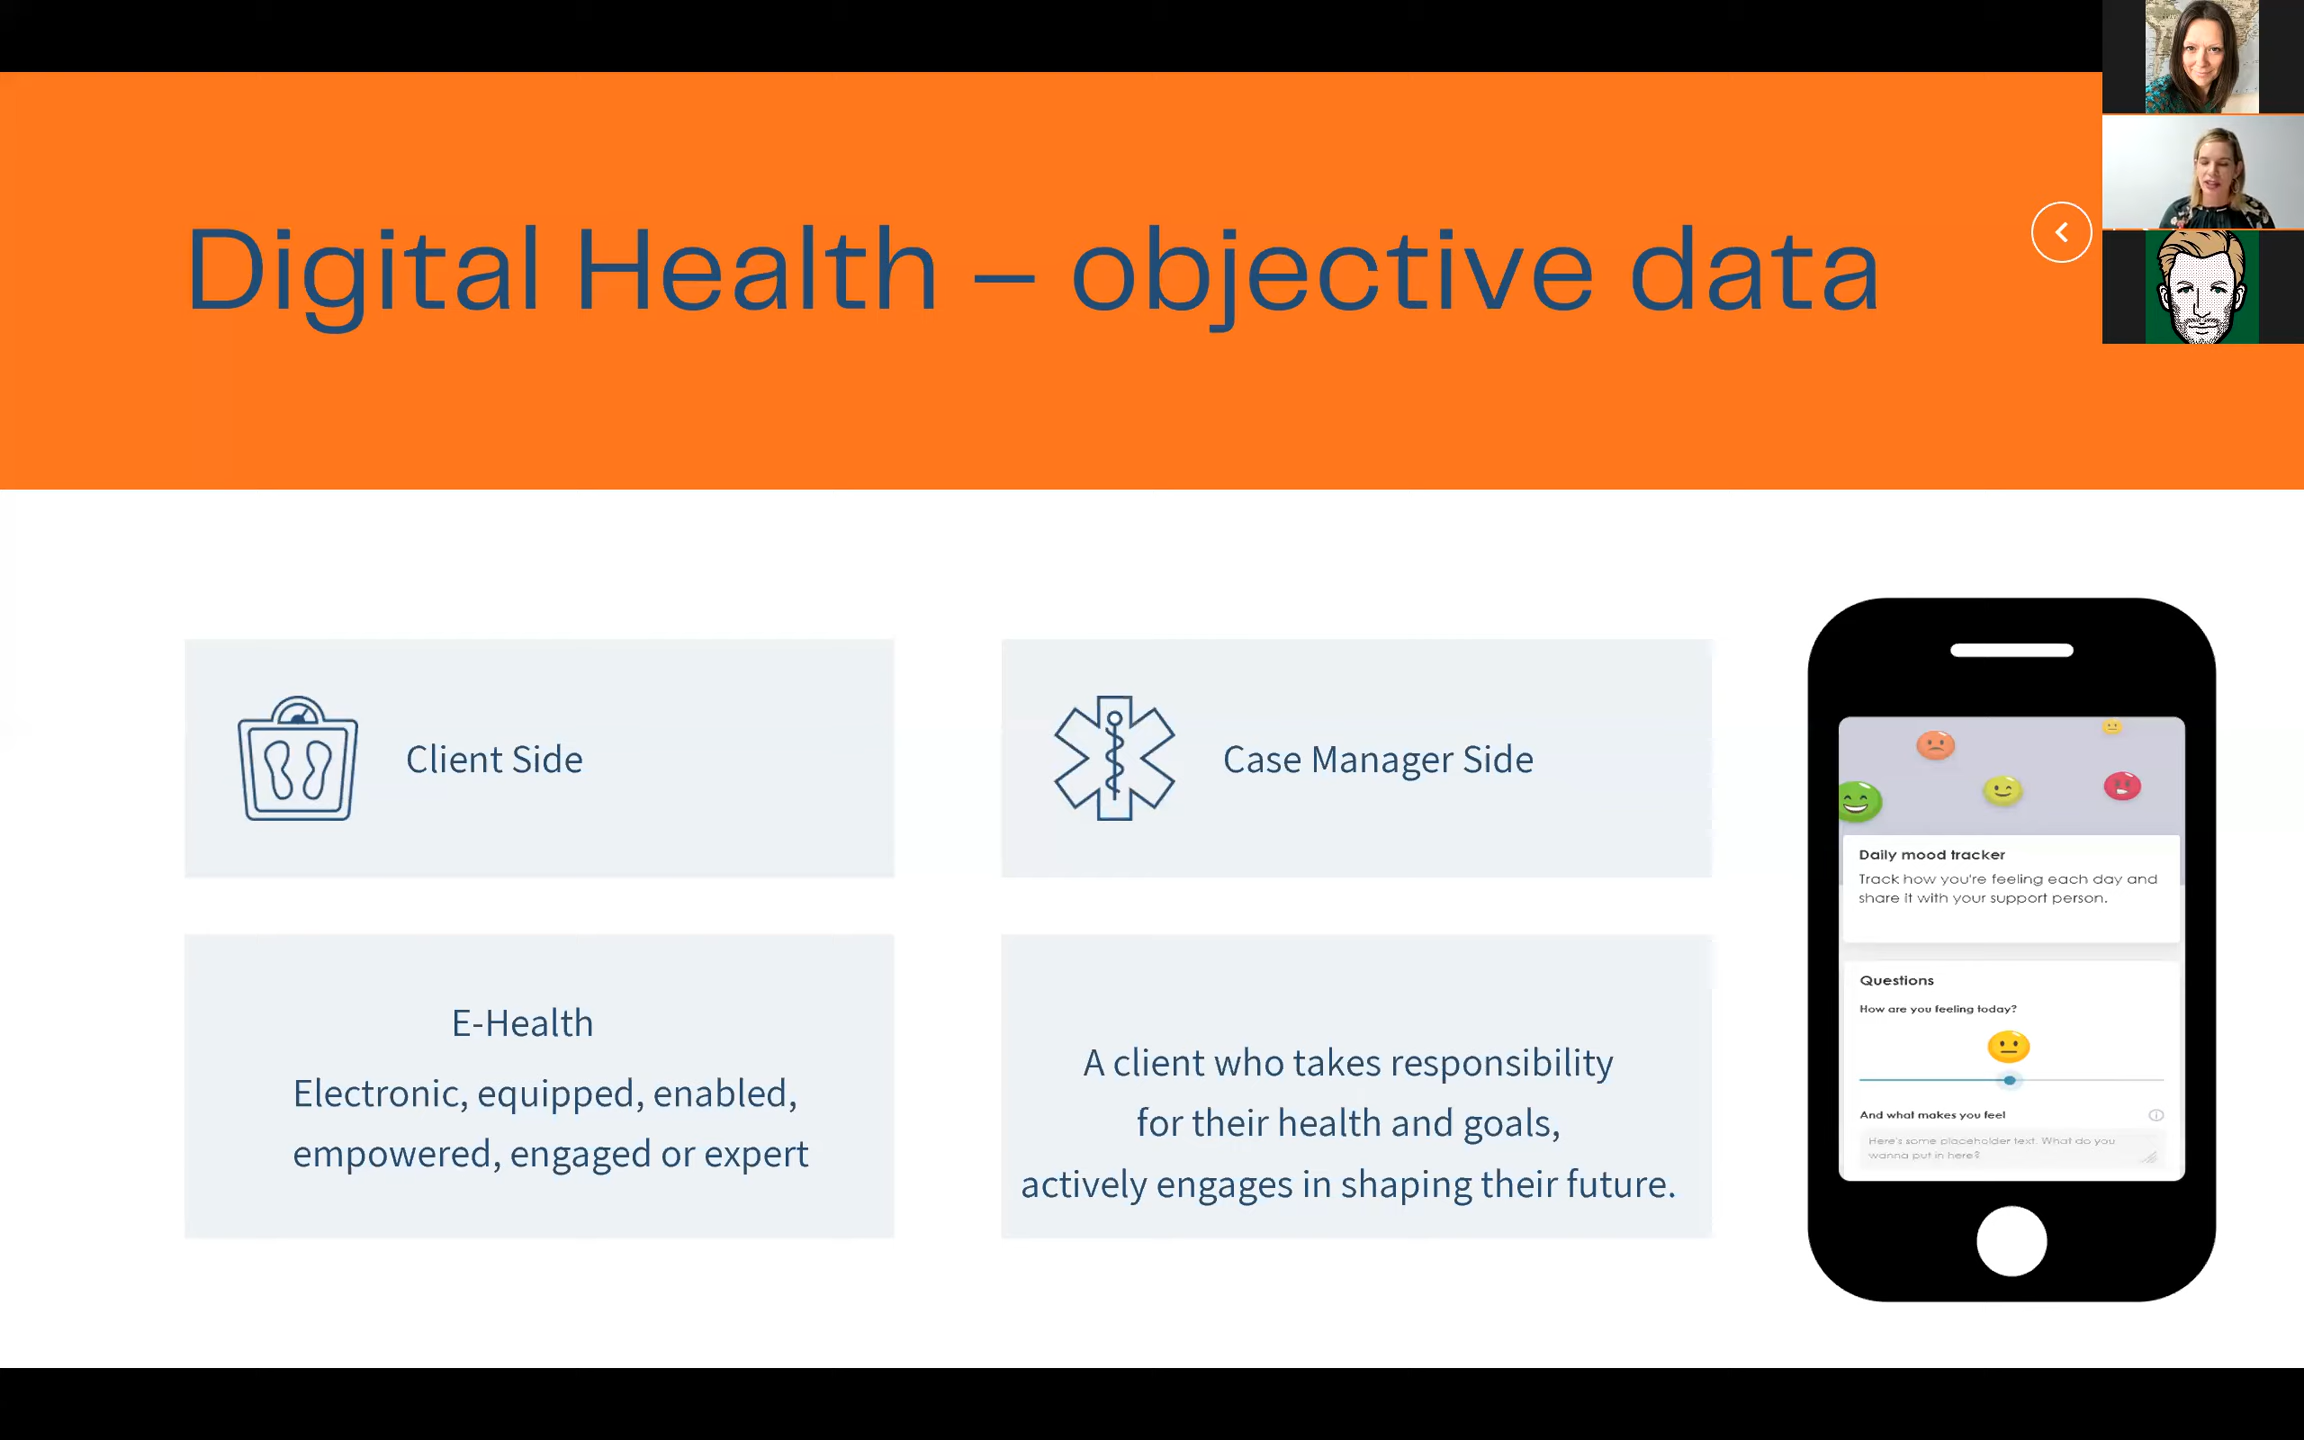 Digital Health – objective data
Client Side
Case Manager Side
E-Health
Electronic, equipped, enabled,
empowered, engaged or expert
A client who takes responsibility
for their health and goals,
actively engages in shaping their future.
Daily mood tracker
Track how you're feeling each day and
share it with your support person.
Questions
How are you feeling today?
And what makes you feel
Here's some placeholder text. What do you
wanna put in here?